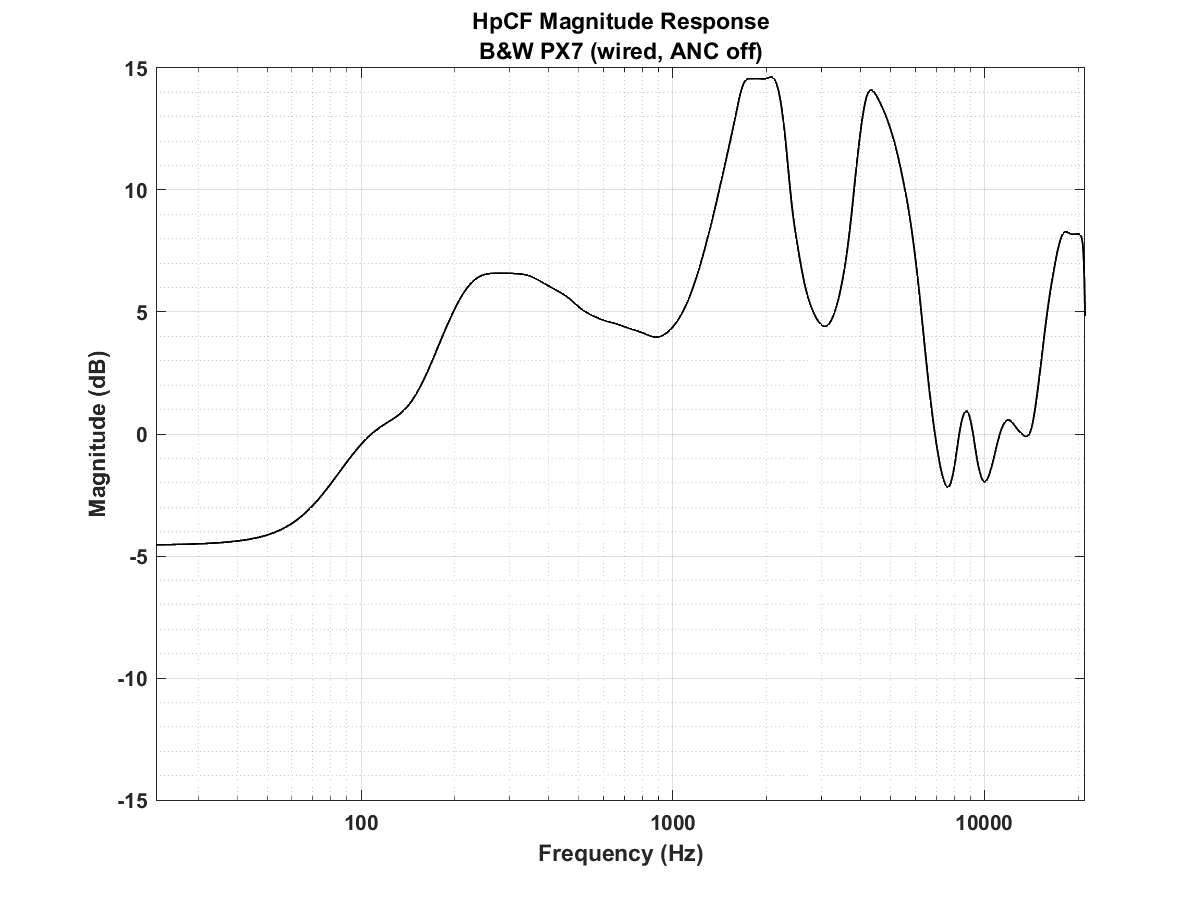 HpCF Magnitude Response
B&W PX7 (wired, ANC off)
15
10
5
0
-5
-10
-15
Magnitude (dB)
100
1000
10000
Frequency (Hz)